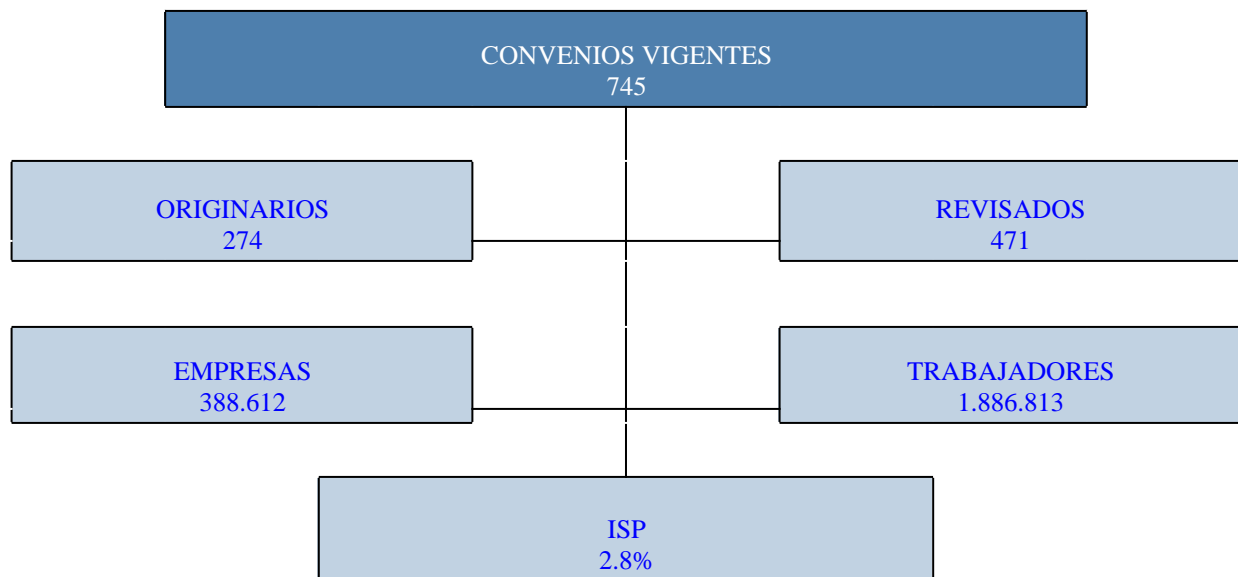 CONVENIOS VIGENTES
745
ORIGINARIOS
274
REVISADOS
471
EMPRESAS
388.612
TRABAJADORES
1.886.813
ISP
2.8%